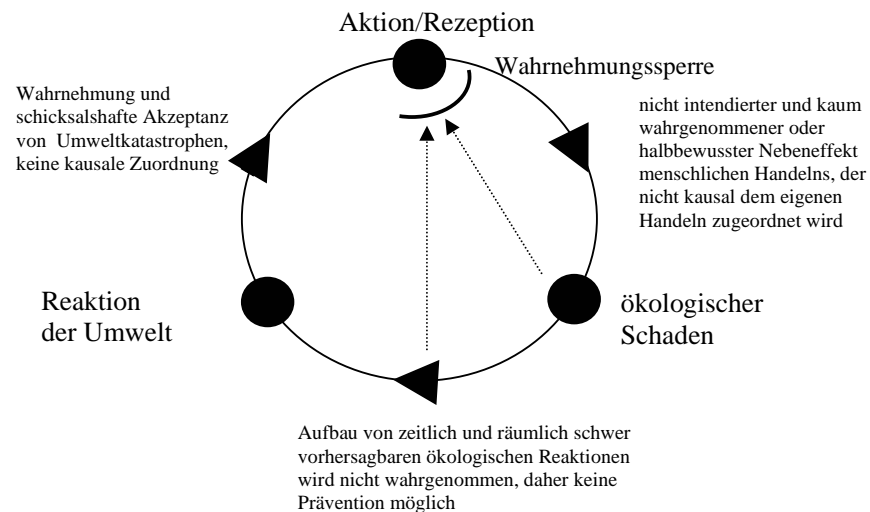 Aktion/Rezeption
Wahrnehmungssperre
Wahrnehmung und
schicksalshafte Akzeptanz
von Umweltkatastrophen,
keine kausale Zuordnung
nicht intendierter und kaum
wahrgenommener oder
halbbewusster Nebeneffekt
menschlichen Handelns, der
nicht kausal dem eigenen
Handeln zugeordnet wird
Reaktion
der Umwelt
ökologischer
Schaden
Aufbau von zeitlich und räumlich schwer
vorhersagbaren ökologischen Reaktionen
wird nicht wahrgenommen, daher keine
Prävention möglich